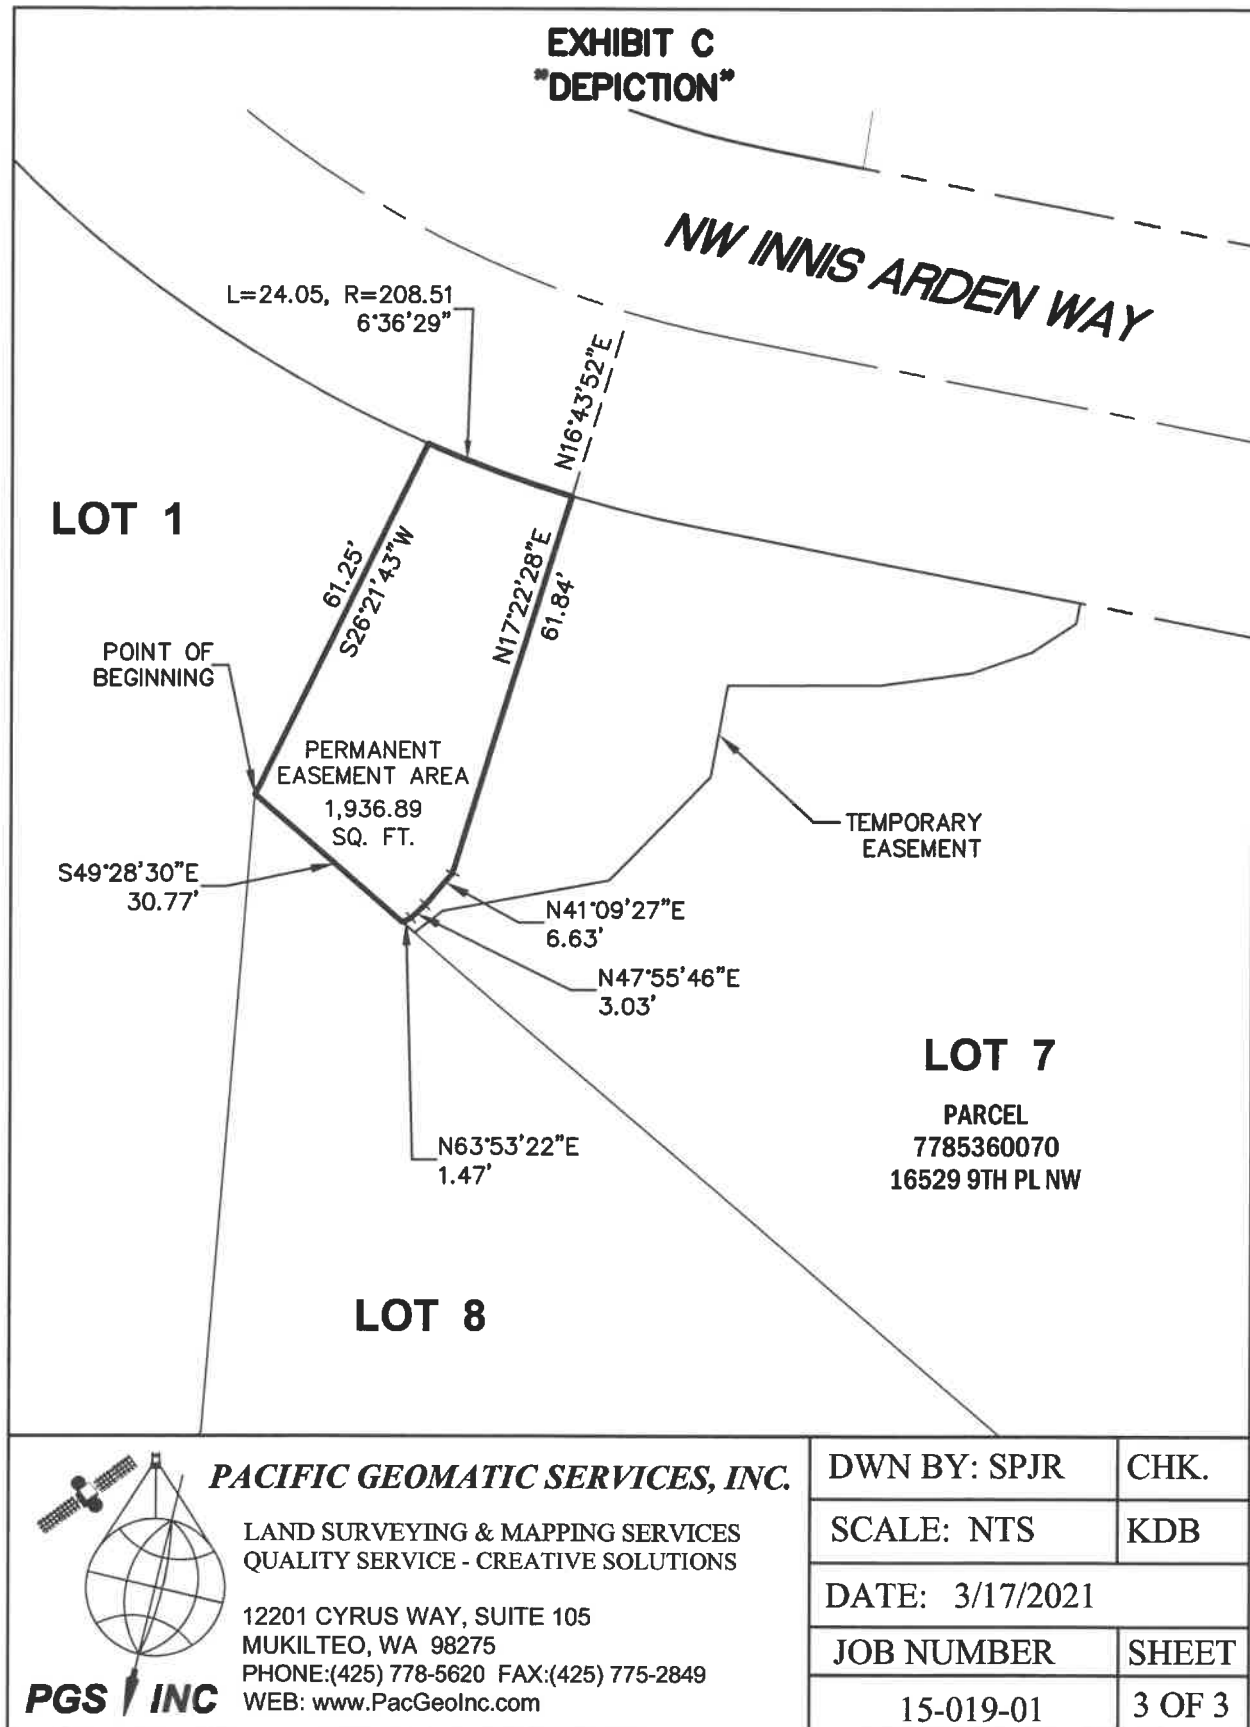 EXHIBIT C
"DEPICTION"
NW INNIS ARDEN WAY
L=24.05, R=208.51
6°36'29"
N16°43'52"E
LOT 1
61.25'
S26°21'43"W
N17°22'28"E
61.84'
POINT OF
BEGINNING
PERMANENT
EASEMENT AREA
1,936.89
SQ. FT.
TEMPORARY
EASEMENT
S49°28'30"E
30.77'
N41°09'27"E
6.63'
N47°55'46"E
3.03'
LOT 7
PARCEL
7785360070
16529 9TH PL NW
N63°53'22"E
1.47'
LOT 8
PACIFIC GEOMATIC SERVICES, INC.
LAND SURVEYING & MAPPING SERVICES
QUALITY SERVICE - CREATIVE SOLUTIONS
12201 CYRUS WAY, SUITE 105
MUKILTEO, WA 98275
PHONE:(425) 778-5620 FAX:(425) 775-2849
WEB: www.PacGeoInc.com
PGS INC
DWN BY: SPJR
CHK.
SCALE: NTS
KDB
DATE: 3/17/2021
JOB NUMBER
SHEET
15-019-01
3 OF 3